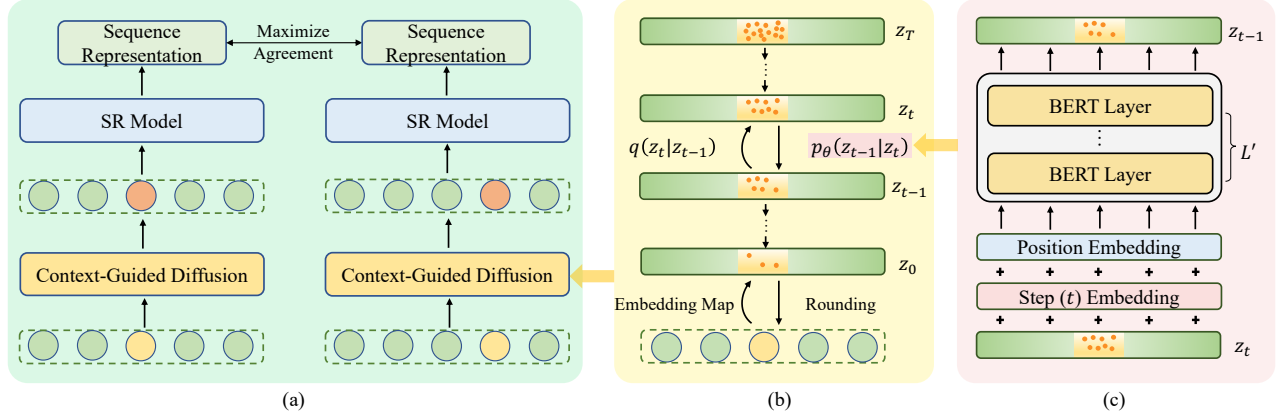 Sequence
Representation
Maximize
Agreement
Sequence
Representation
SR Model
SR Model
Context-Guided Diffusion
Context-Guided Diffusion
(a)
z_T
z_t
q(z_t|z_{t-1})
p_θ(z_{t-1}|z_t)
z_{t-1}
z_0
Embedding Map
Rounding
(b)
z_{t-1}
BERT Layer
⋮
BERT Layer
L′
Position Embedding
+ + + + +
Step (t) Embedding
+ + + + +
z_t
(c)